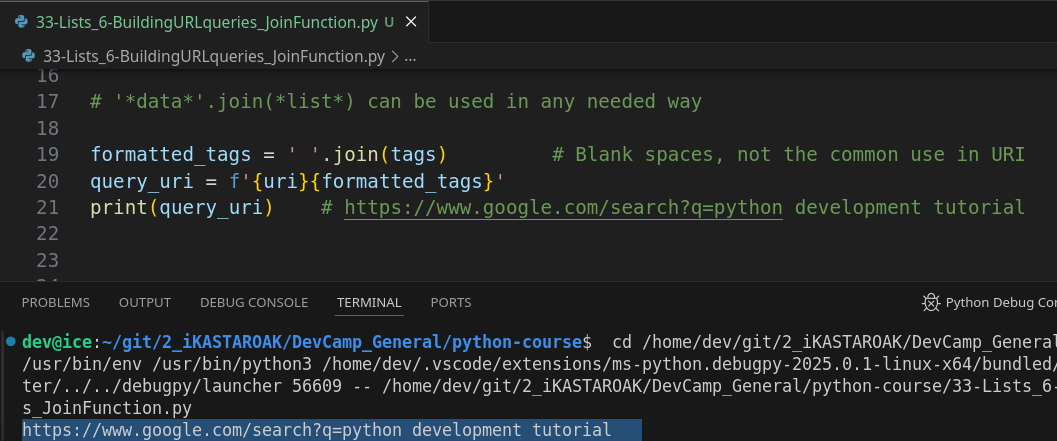 33-Lists_6-BuildingURLqueries_JoinFunction.py U ×
33-Lists_6-BuildingURLqueries_JoinFunction.py > ...
16
17 # '*data*'.join(*list*) can be used in any needed way
18
19 formatted_tags = ' '.join(tags) # Blank spaces, not the common use in URI
20 query_uri = f'{uri}{formatted_tags}'
21 print(query_uri) # https://www.google.com/search?q=python development tutorial
22
23
PROBLEMS OUTPUT DEBUG CONSOLE TERMINAL PORTS Python Debug Con
dev@ice:~/git/2_iKASTAROAK/DevCamp_General/python-course$ cd /home/dev/git/2_iKASTAROAK/DevCamp_General
/usr/bin/env /usr/bin/python3 /home/dev/.vscode/extensions/ms-python.debugpy-2025.0.1-linux-x64/bundled/
ter/../../debugpy/launcher 56609 -- /home/dev/git/2_iKASTAROAK/DevCamp_General/python-course/33-Lists_6-
s_JoinFunction.py
https://www.google.com/search?q=python development tutorial